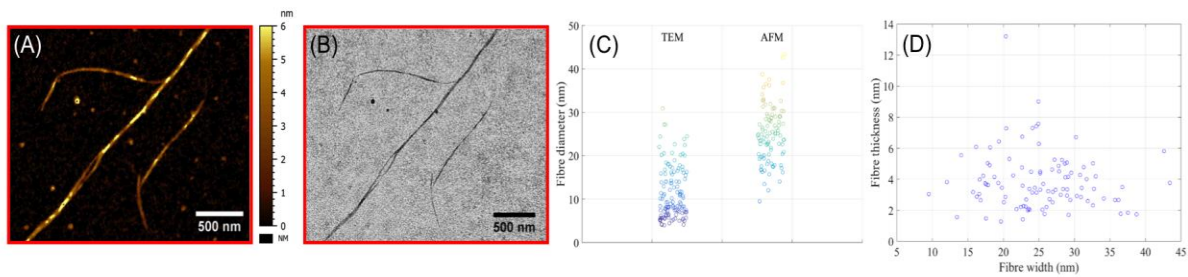 (A)
500 nm
nm
6
5
4
3
2
1
0
NM
(B)
500 nm
(C)
TEM
AFM
Fibre diameter (nm)
50
40
30
20
10
0
(D)
Fibre thickness (nm)
14
12
10
8
6
4
2
0
5 10 15 20 25 30 35 40 45
Fibre width (nm)